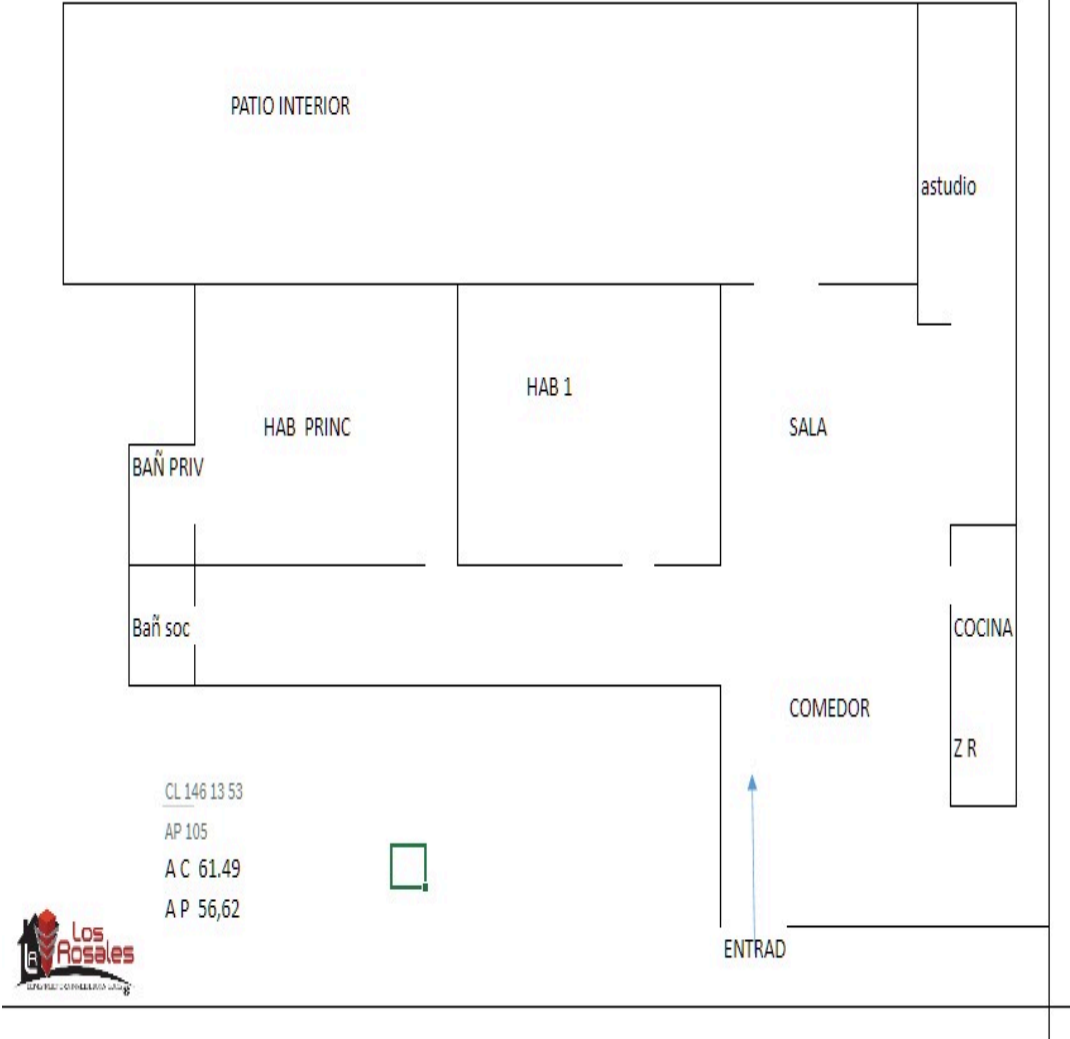 PATIO INTERIOR
astudio
HAB 1
HAB PRINC
SALA
BAÑ PRIV
Bañ soc
COCINA
COMEDOR
Z R
CL 146 13 53
AP 105
A C 61.49
A P 56,62
ENTRAD
Los
Rosales